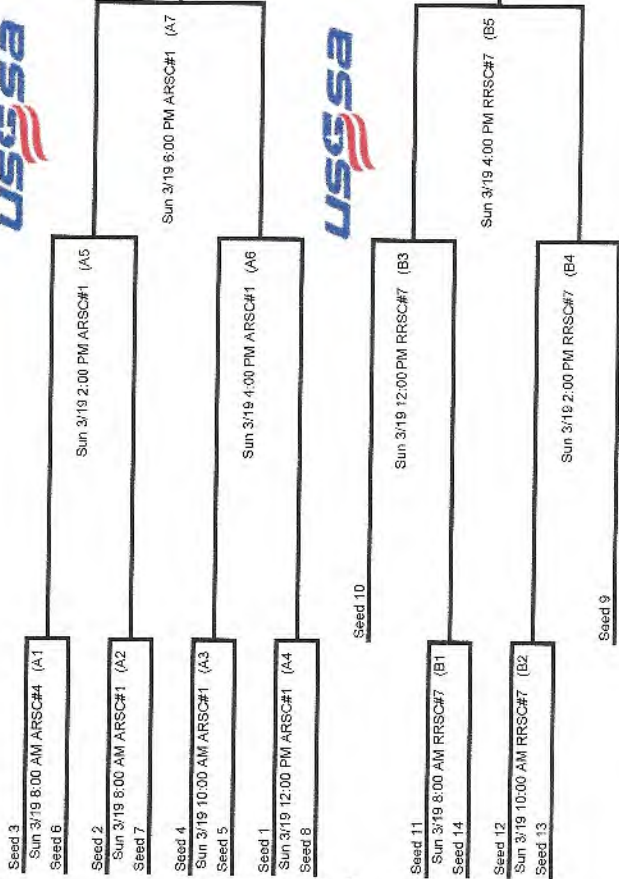 Seed 3
Sun 3/19 8:00 AM ARSC#4 (A1
Seed 6
Sun 3/19 2:00 PM ARSC#1 (A5
Seed 2
Sun 3/19 8:00 AM ARSC#1 (A2
Seed 7
Sun 3/19 6:00 PM ARSC#1 (A7
Seed 4
Sun 3/19 10:00 AM ARSC#1 (A3
Seed 5
Sun 3/19 4:00 PM ARSC#1 (A6
Seed 1
Sun 3/19 12:00 PM ARSC#1 (A4
Seed 8
usssa
usssa
Seed 10
Sun 3/19 12:00 PM RRSC#7 (B3
Seed 11
Sun 3/19 8:00 AM RRSC#7 (B1
Seed 14
Sun 3/19 4:00 PM RRSC#7 (B5
Seed 12
Sun 3/19 10:00 AM RRSC#7 (B2
Seed 13
Sun 3/19 2:00 PM RRSC#7 (B4
Seed 9